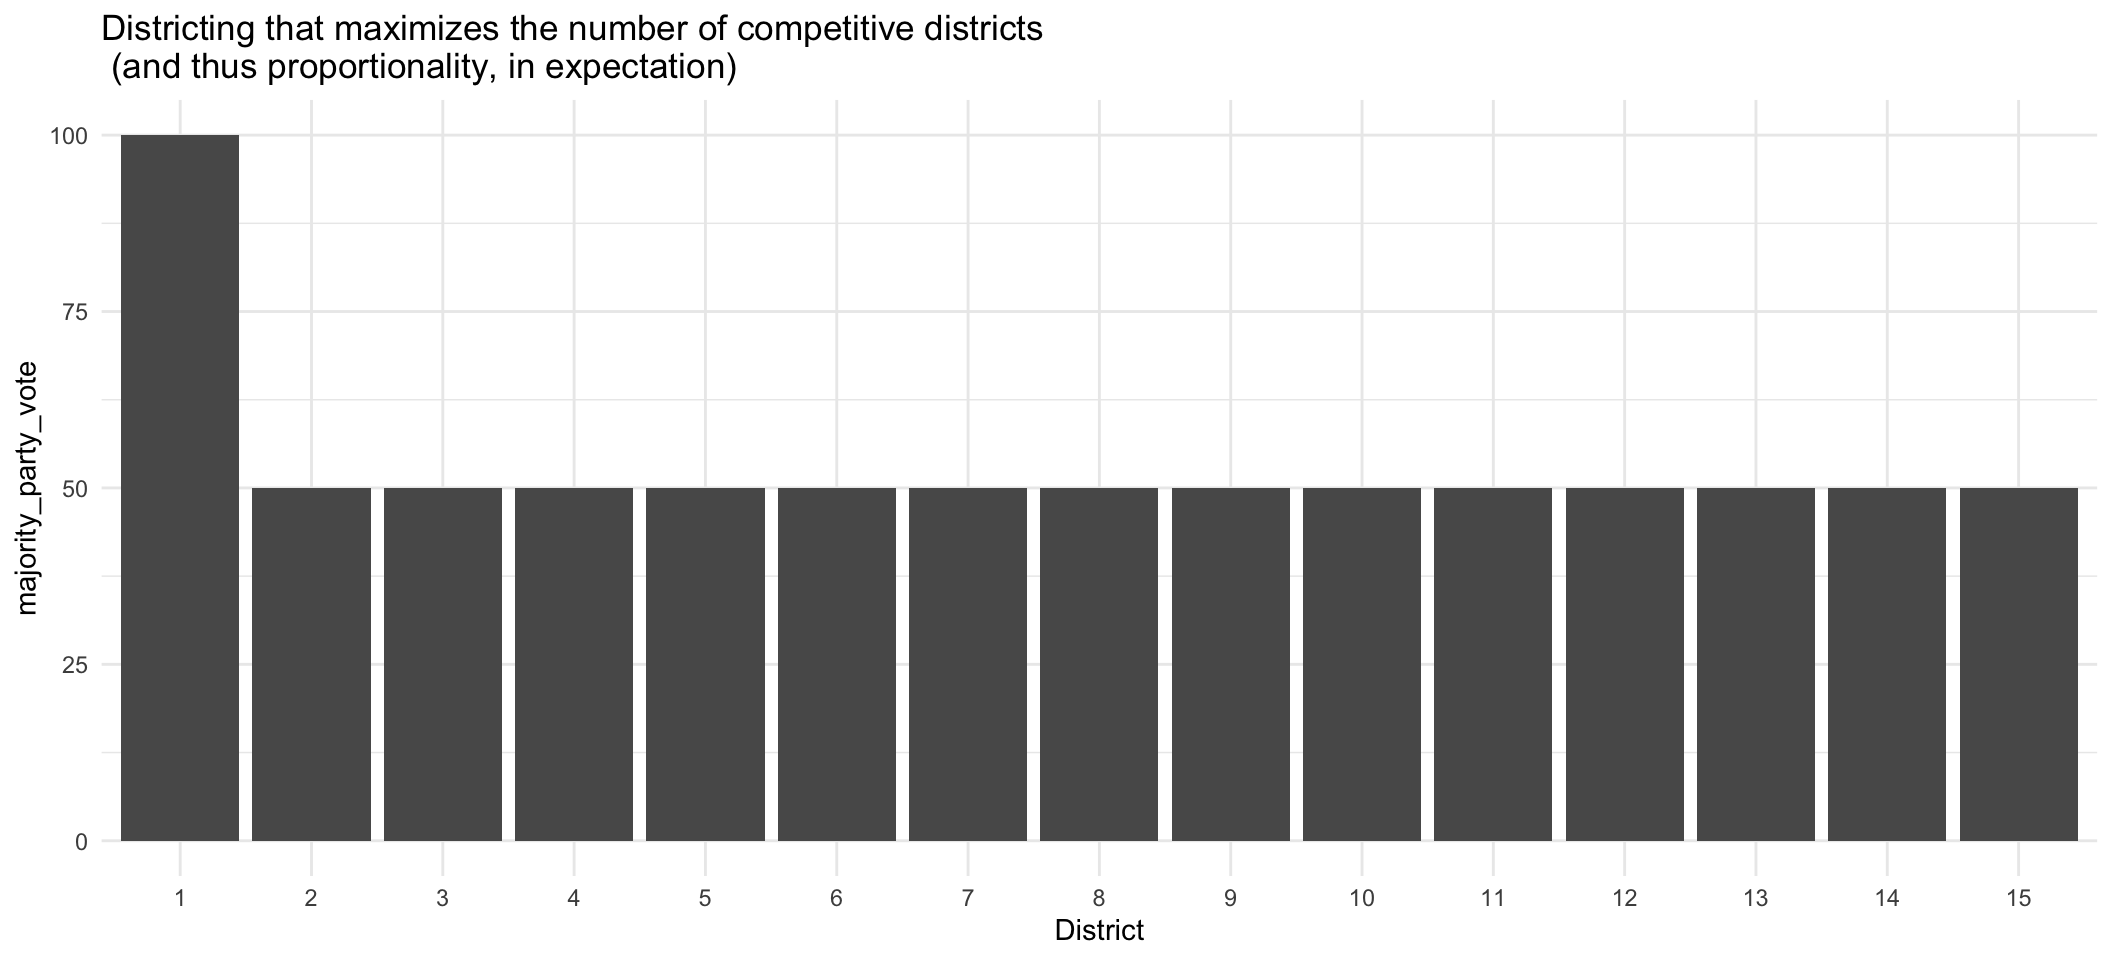 Districting that maximizes the number of competitive districts
(and thus proportionality, in expectation)
majority_party_vote
100
75
50
25
0
1 2 3 4 5 6 7 8 9 10 11 12 13 14 15
District